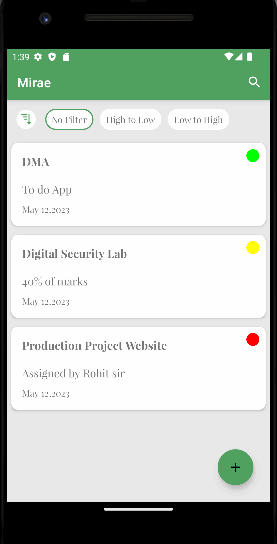 1:39
Mirae
No Filter High to Low Low to High
DMA
To do App
May 12,2023
Digital Security Lab
40% of marks
May 12,2023
Production Project Website
Assigned by Rohit sir
May 12,2023